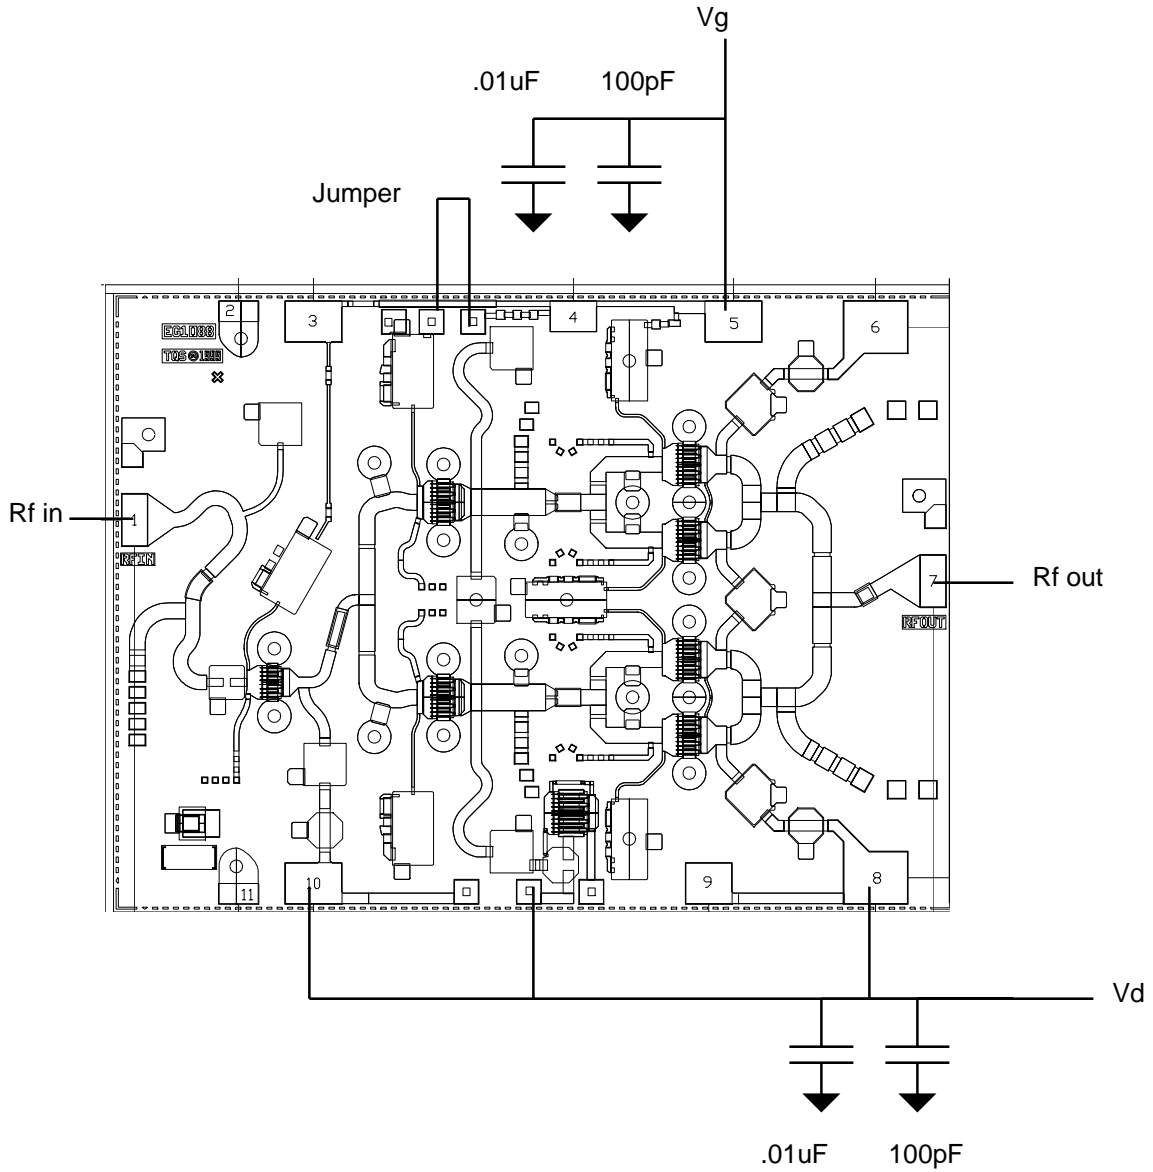 Vg
.01uF 100pF
Jumper
2
3
4
5
6
EG1088
Rf in
1
RFIN
7
Rf out
RFOUT
10
11
9
8
Vd
.01uF 100pF